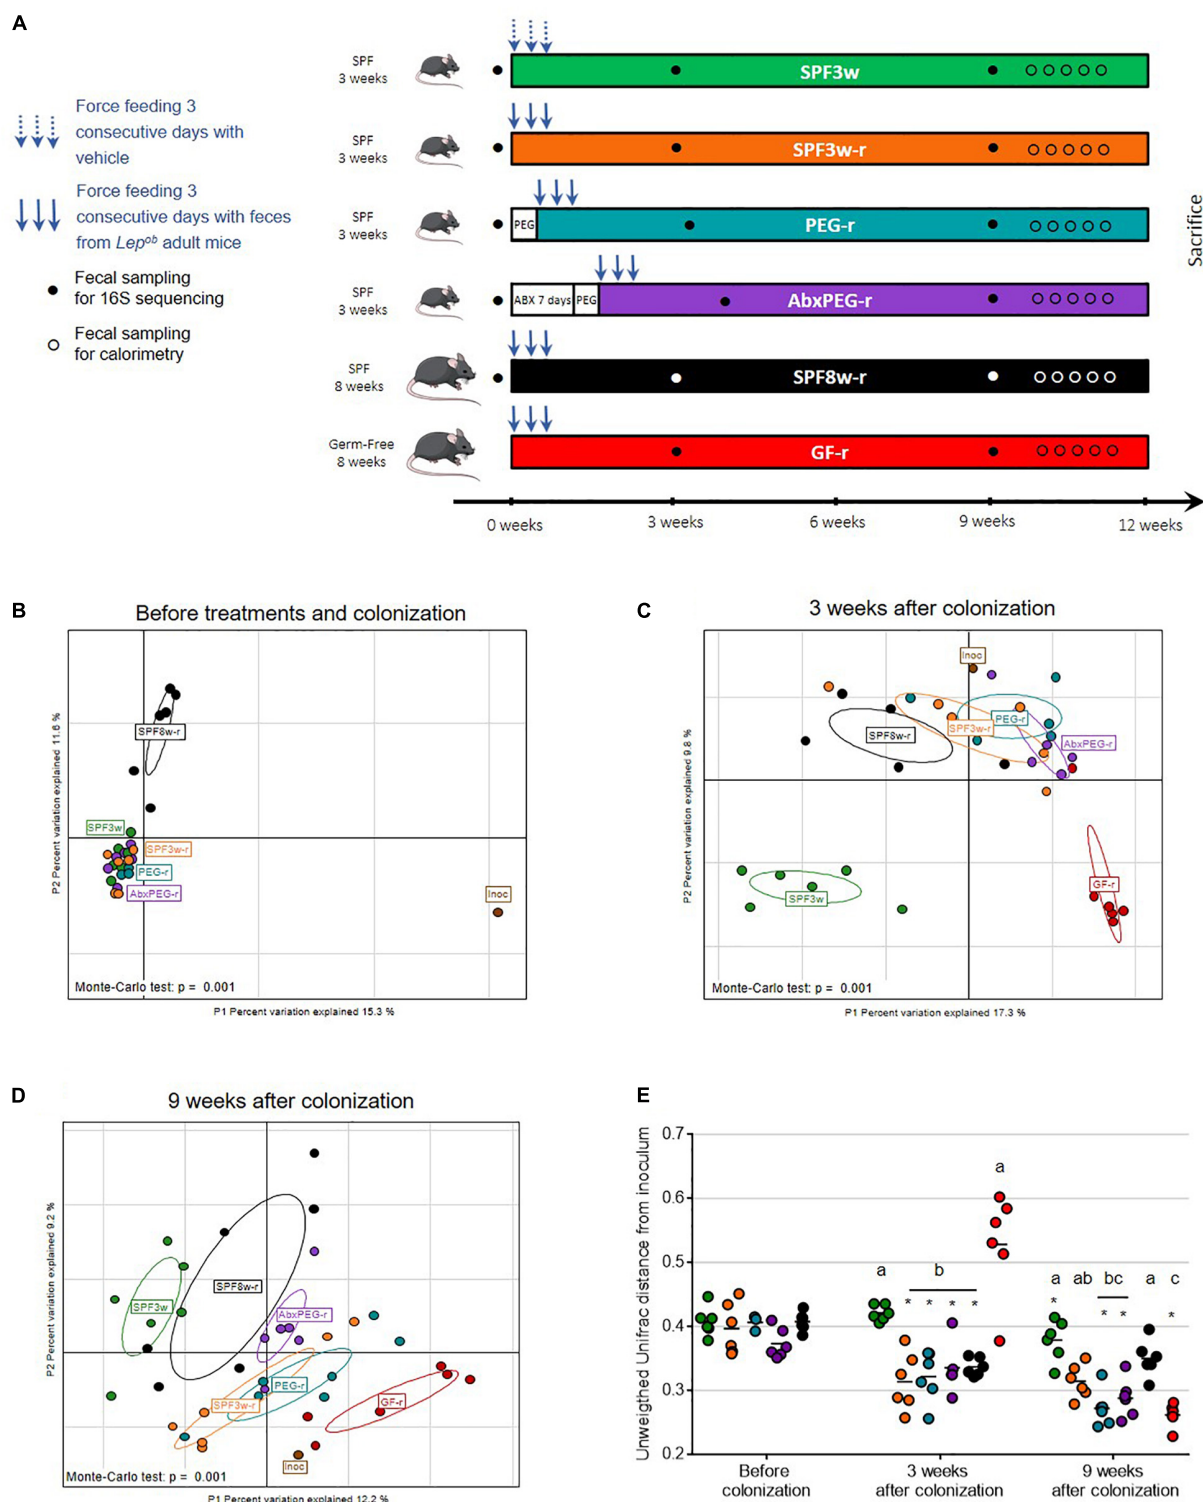 A
Force feeding 3
consecutive days with
vehicle
Force feeding 3
consecutive days with feces
from Lepob adult mice
Fecal sampling
for 16S sequencing
Fecal sampling
for calorimetry
SPF
3 weeks
SPF3w
SPF
3 weeks
SPF3w-r
SPF
3 weeks
PEG
PEG-r
SPF
3 weeks
ABX 7 days
PEG
AbxPEG-r
SPF
8 weeks
SPF8w-r
Germ-Free
8 weeks
GF-r
Sacrifice
0 weeks
3 weeks
6 weeks
9 weeks
12 weeks
B
Before treatments and colonization
P2 Percent variation explained 11.6 %
SPF8w-r
SPF3w
SPF3w-r
PEG-r
AbxPEG-r
Inoc
Monte-Carlo test: p = 0.001
P1 Percent variation explained 15.3 %
C
3 weeks after colonization
P2 Percent variation explained 9.8 %
Inoc
SPF8w-r
SPF3w-r
PEG-r
AbxPEG-r
SPF3w
GF-r
Monte-Carlo test: p = 0.001
P1 Percent variation explained 17.3 %
D
9 weeks after colonization
P2 Percent variation explained 9.2 %
SPF8w-r
SPF3w
AbxPEG-r
PEG-r
SPF3w-r
GF-r
Inoc
Monte-Carlo test: p = 0.001
P1 Percent variation explained 12.2 %
E
Unweigthed Unifrac distance from inoculum
0.7
0.6
0.5
0.4
0.3
0.2
a
b
a
* * * *
a
ab
bc
a
c
*
* *
*
Before
colonization
3 weeks
after colonization
9 weeks
after colonization